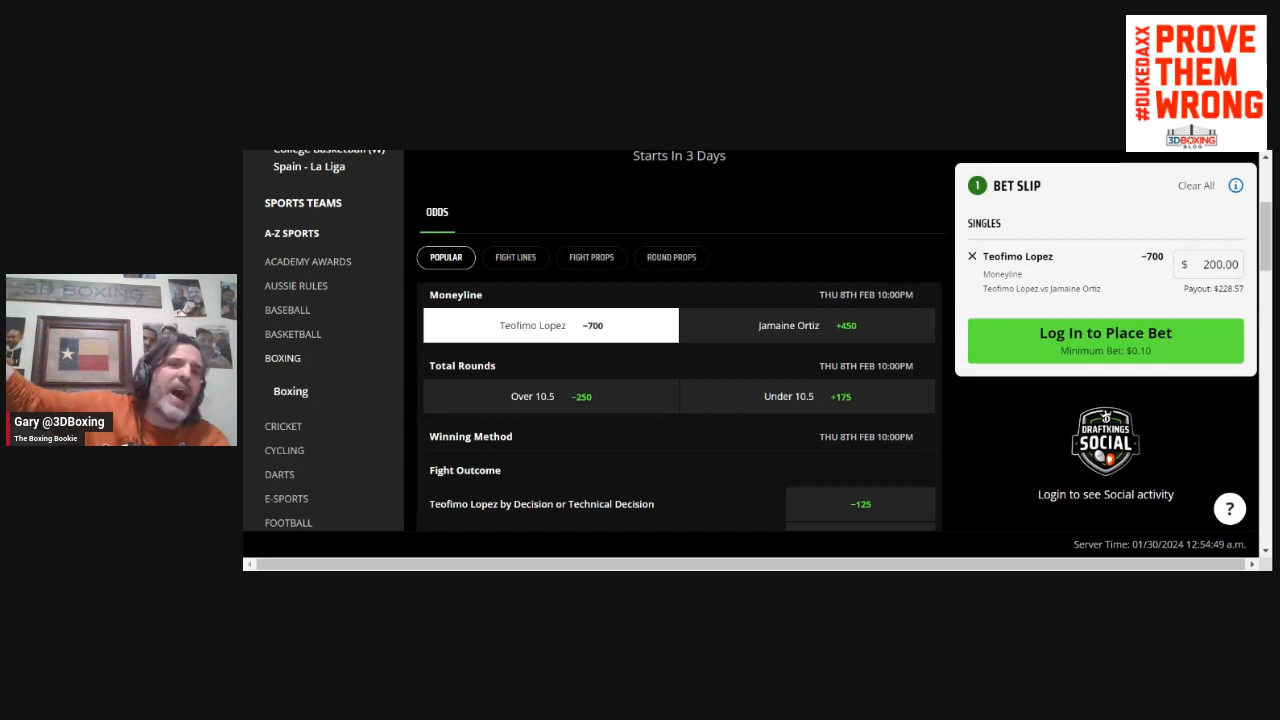 #DUKEDAXX
PROVE
THEM
WRONG
3DBOXING
BLOG
College Basketball (W)
Spain - La Liga
SPORTS TEAMS
A-Z SPORTS
ACADEMY AWARDS
AUSSIE RULES
BASEBALL
BASKETBALL
BOXING
Boxing
CRICKET
CYCLING
DARTS
E-SPORTS
FOOTBALL
Starts In 3 Days
ODDS
POPULAR FIGHT LINES FIGHT PROPS ROUND PROPS
Moneyline THU 8TH FEB 10:00PM
Teofimo Lopez −700 Jamaine Ortiz +450
Total Rounds THU 8TH FEB 10:00PM
Over 10.5 −250 Under 10.5 +175
Winning Method THU 8TH FEB 10:00PM
Fight Outcome
Teofimo Lopez by Decision or Technical Decision −125
1 BET SLIP Clear All i
SINGLES
Teofimo Lopez −700 $ 200.00
Moneyline
Teofimo Lopez vs Jamaine Ortiz Payout: $228.57
Log In to Place Bet
Minimum Bet: $0.10
DRAFTKINGS
SOCIAL
Login to see Social activity
?
Server Time: 01/30/2024 12:54:49 a.m.
3D BOXING
Gary @3DBoxing
The Boxing Bookie